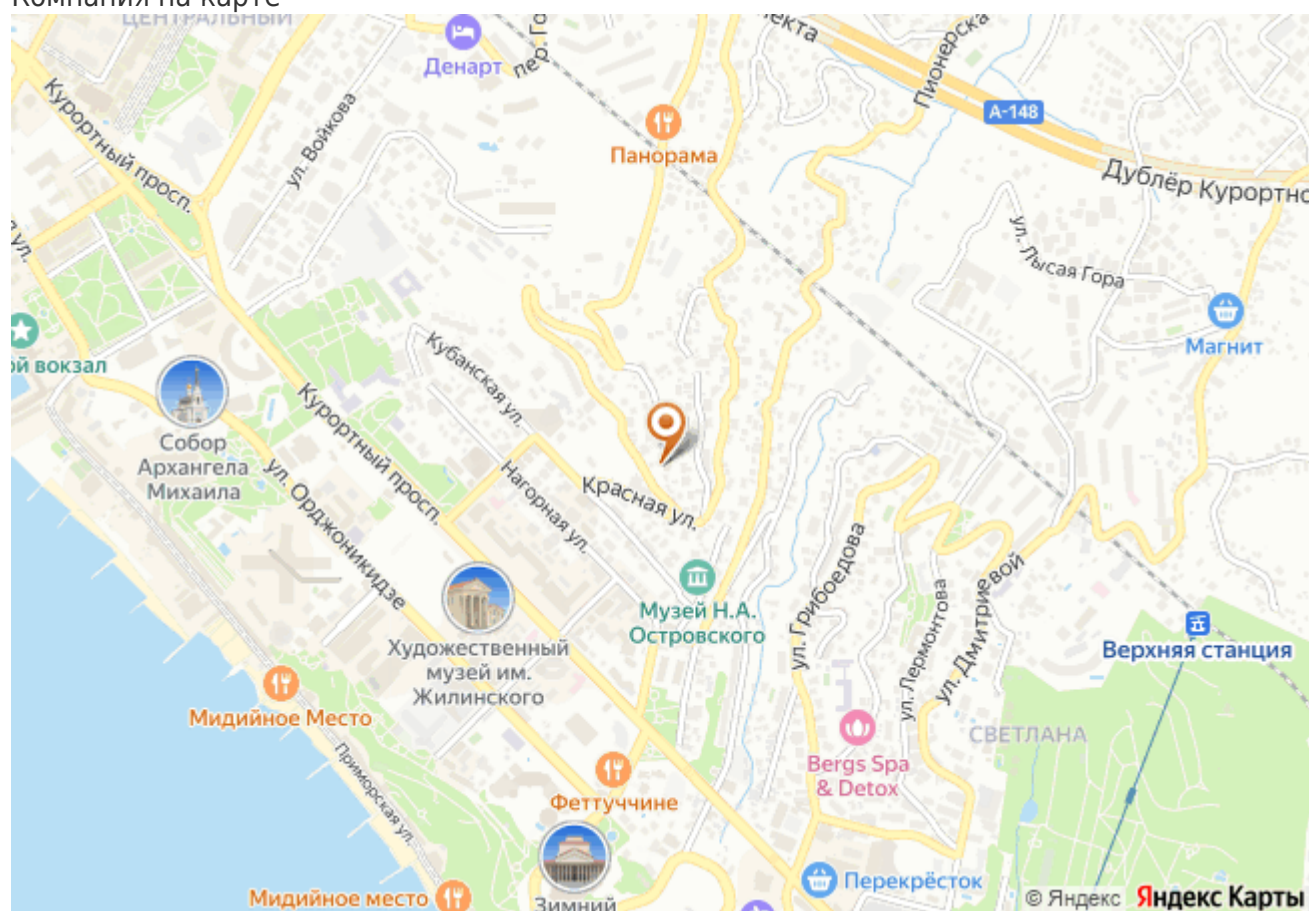 Компания на карте
ЦЕНТРАЛЬНЫЙ
Денарт
пер. Го
екта
Пионерска
А-148
Дублёр Курортно
Курортный просп.
ул. Войкова
Панорама
ул. Лысая Гора
Магнит
ул.
ой вокзал
Собор
Архангела
Михаила
Кубанская ул.
Курортный просп.
ул. Орджоникидзе
Нагорная ул.
Красная ул.
Музей Н.А.
Островского
ул. Грибоедова
ул. Лермонтова
ул. Дмитриевой
Верхняя станция
Художественный
музей им.
Жилинского
Мидийное Место
Приморская ул.
СВЕТЛАНА
Bergs Spa
& Detox
Феттуччине
Зимний
Мидийное место
Перекрёсток
© Яндекс Яндекс Карты